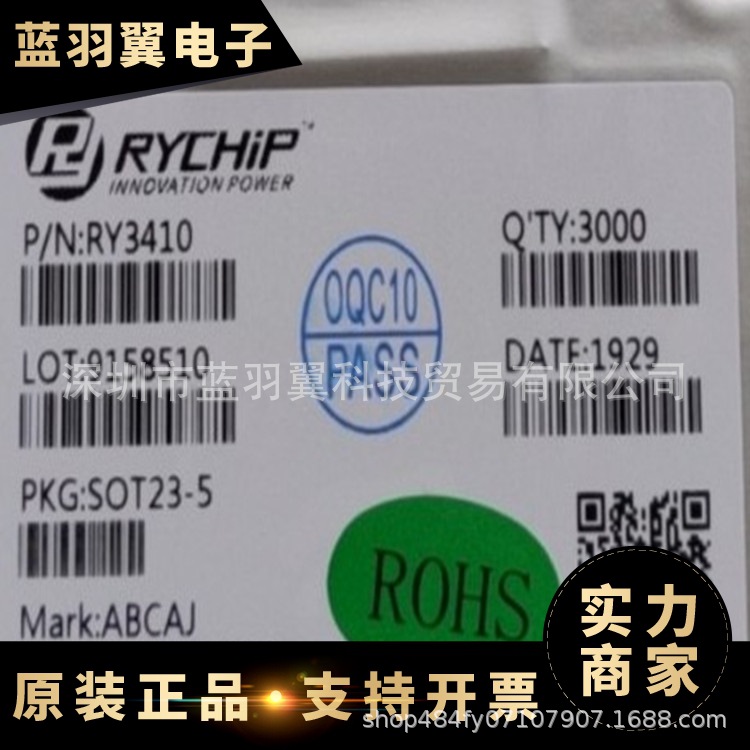 蓝羽翼电子
RYCHiP
INNOVATION POWER
P/N:RY3410
Q'TY:3000
OQC10
PASS
LOT:9158510
DATE:1929
深圳市蓝羽翼科技贸易有限公司
PKG:SOT23-5
ROHS
Mark:ABCAJ
实力
商家
原装正品·支持开票
shop484fy07107907.1688.com